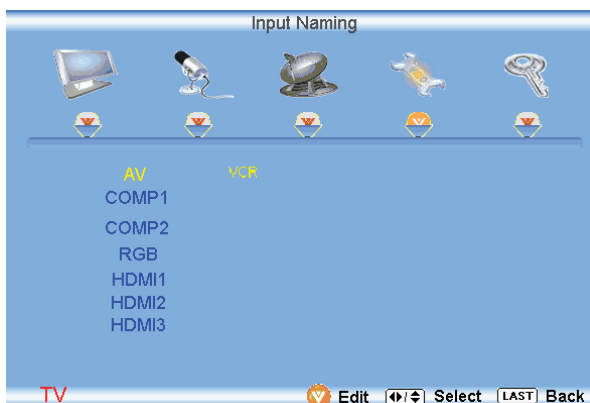 Input Naming
AV VCR
COMP1
COMP2
RGB
HDMI1
HDMI2
HDMI3
TV V Edit Select LAST Back